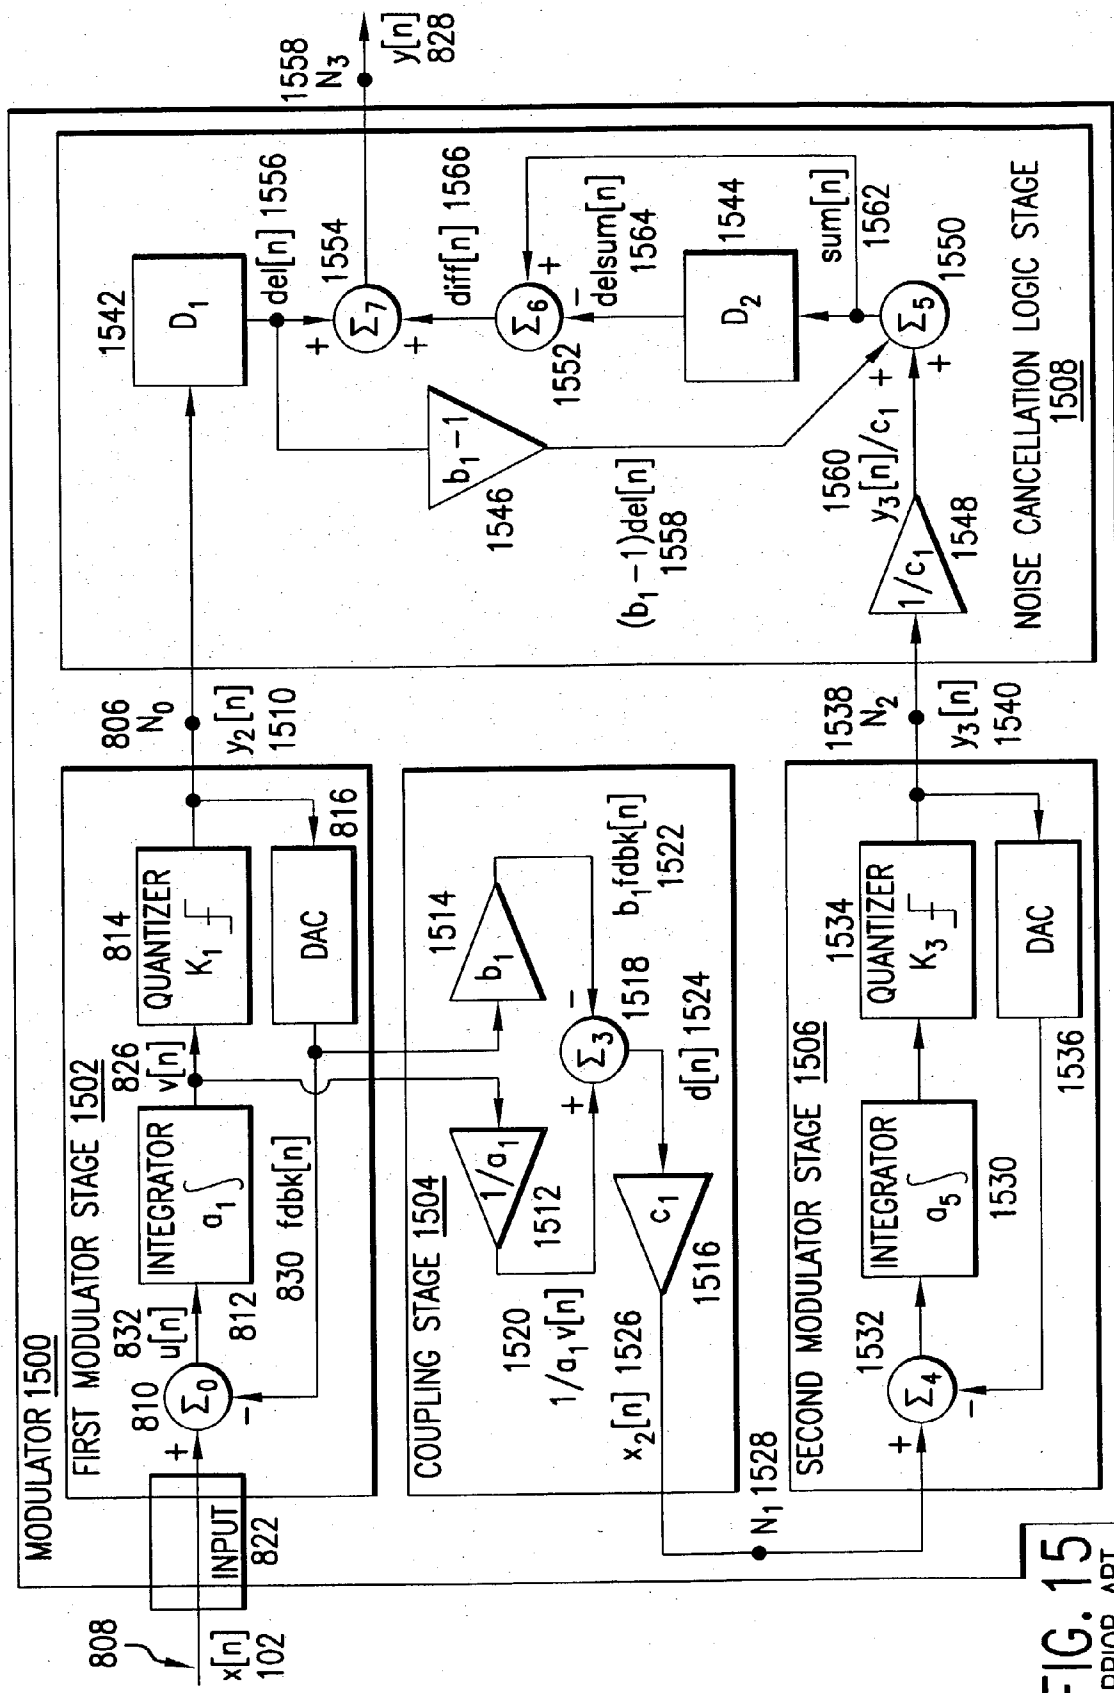 MODULATOR 1500
FIRST MODULATOR STAGE 1502
808
x[n]
102
INPUT
822
810
Σ0
+
-
832
u[n]
812
INTEGRATOR
a1 ∫
826
v[n]
814
QUANTIZER
K1
816
DAC
830 fdbk[n]
806
N0
y2[n]
1510
COUPLING STAGE 1504
1/a1
1512
1520
1/a1v[n]
1514
b1
b1fdbk[n]
1522
Σ3
+
-
1518
d[n] 1524
c1
1516
x2[n] 1526
N1 1528
SECOND MODULATOR STAGE 1506
1532
Σ4
+
-
INTEGRATOR
a5 ∫
1530
1534
QUANTIZER
K3
DAC
1536
1538
N2
y3[n]
1540
1542
D1
del[n] 1556
1554
Σ7
+
+
1558
N3
y[n]
828
b1-1
1546
(b1-1)del[n]
1558
diff[n] 1566
Σ6
+
-
1552
delsum[n]
1564
D2
1544
sum[n]
1562
Σ5
+
+
1550
1560
y3[n]/c1
1/c1
1548
NOISE CANCELLATION LOGIC STAGE
1508
FIG. 15
PRIOR ART